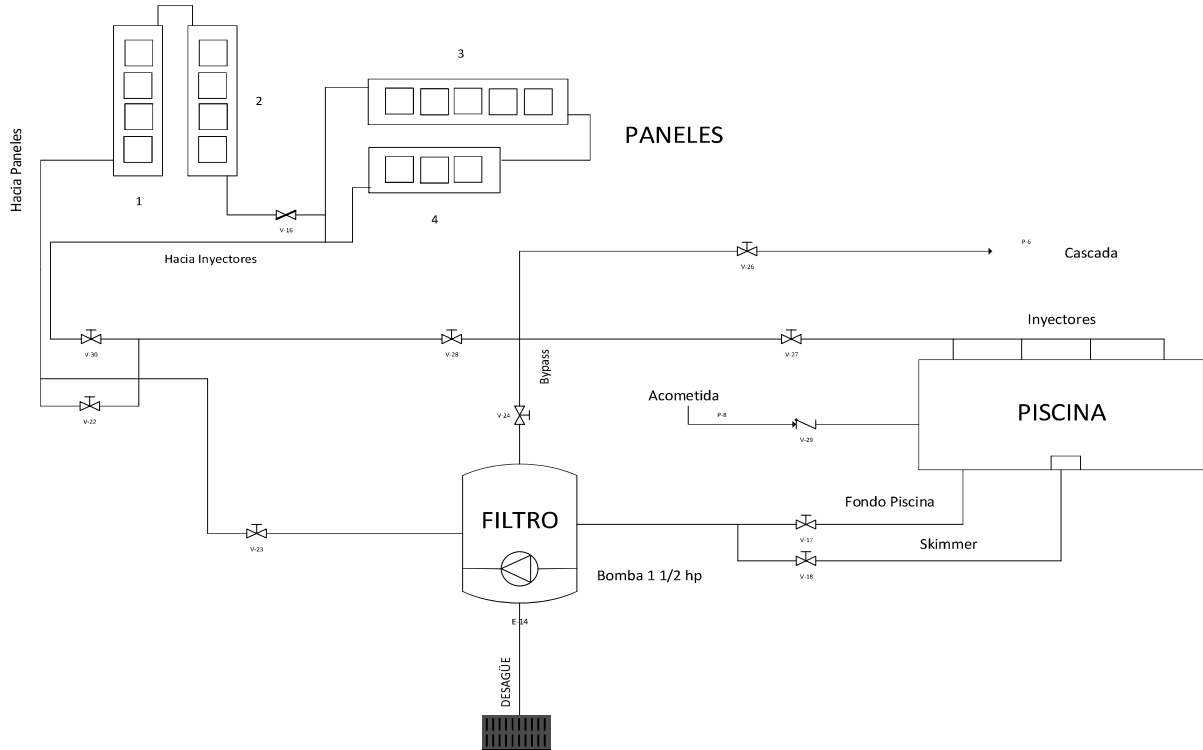 3
2
PANELES
Hacia Paneles
1
4
V-16
Hacia Inyectores
P-6
Cascada
V-26
Inyectores
V-30
V-28
V-27
Bypass
Acometida
P-8
PISCINA
V-24
V-22
V-29
Fondo Piscina
FILTRO
V-17
Skimmer
V-23
Bomba 1 1/2 hp
V-18
E-14
DESAGÜE